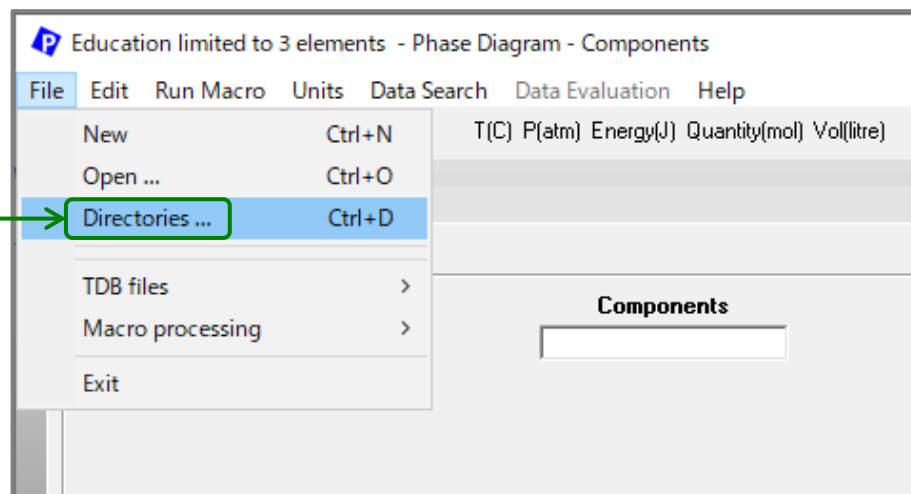 P Education limited to 3 elements - Phase Diagram - Components
File Edit Run Macro Units Data Search Data Evaluation Help
New Ctrl+N T(C) P(atm) Energy(J) Quantity(mol) Vol(litre)
Open ... Ctrl+O
Directories ... Ctrl+D
TDB files >
Components
Macro processing >
Exit